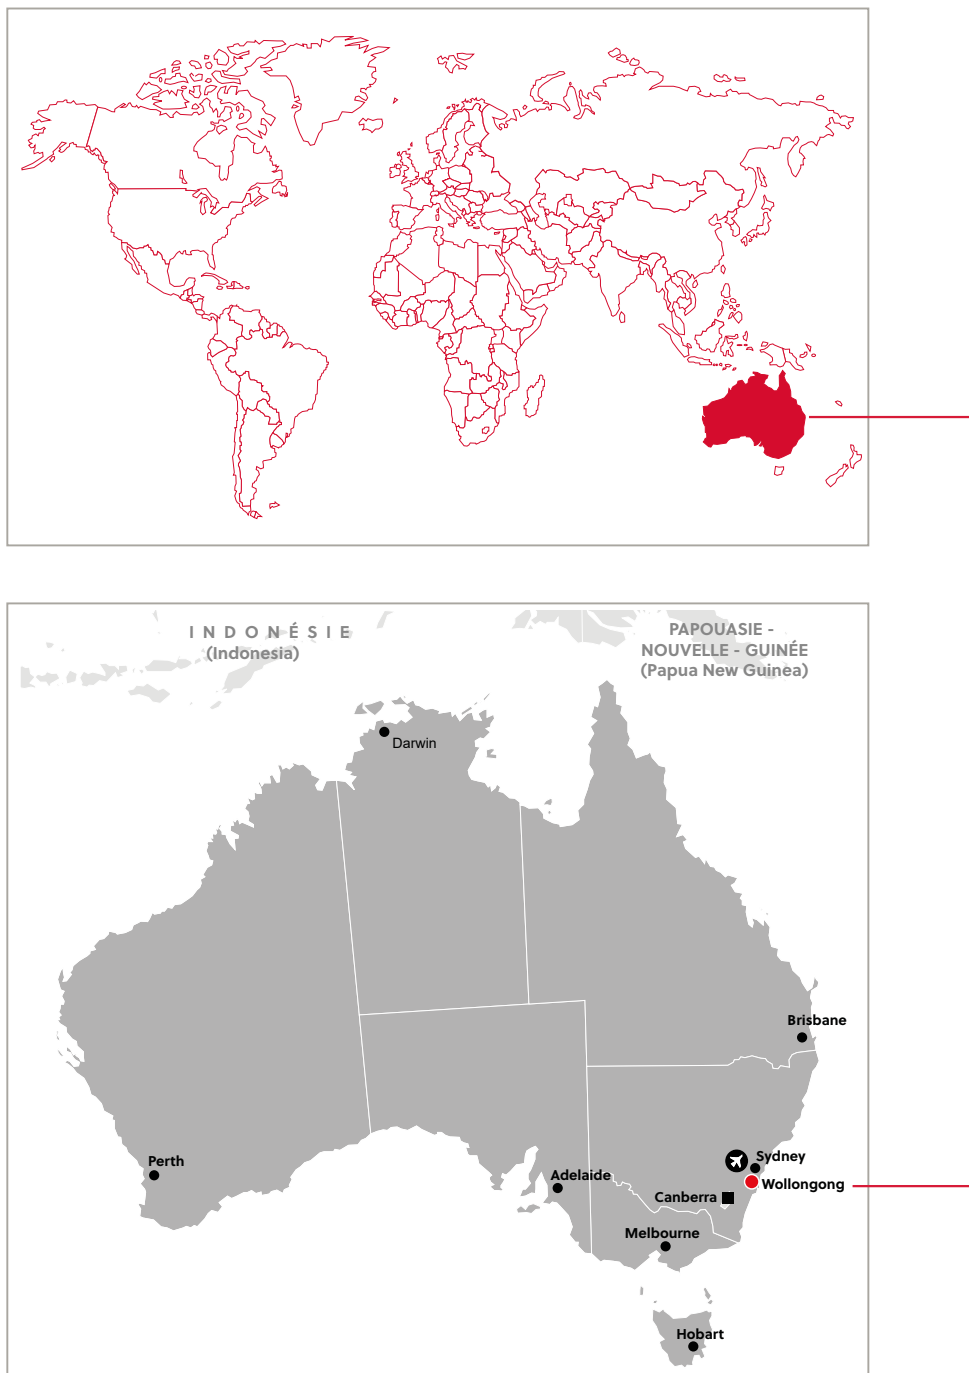 I N D O N É S I E
(Indonesia)
PAPOUASIE -
NOUVELLE - GUINÉE
(Papua New Guinea)
Darwin
Brisbane
Perth
Sydney
Adelaide
Wollongong
Canberra
Melbourne
Hobart